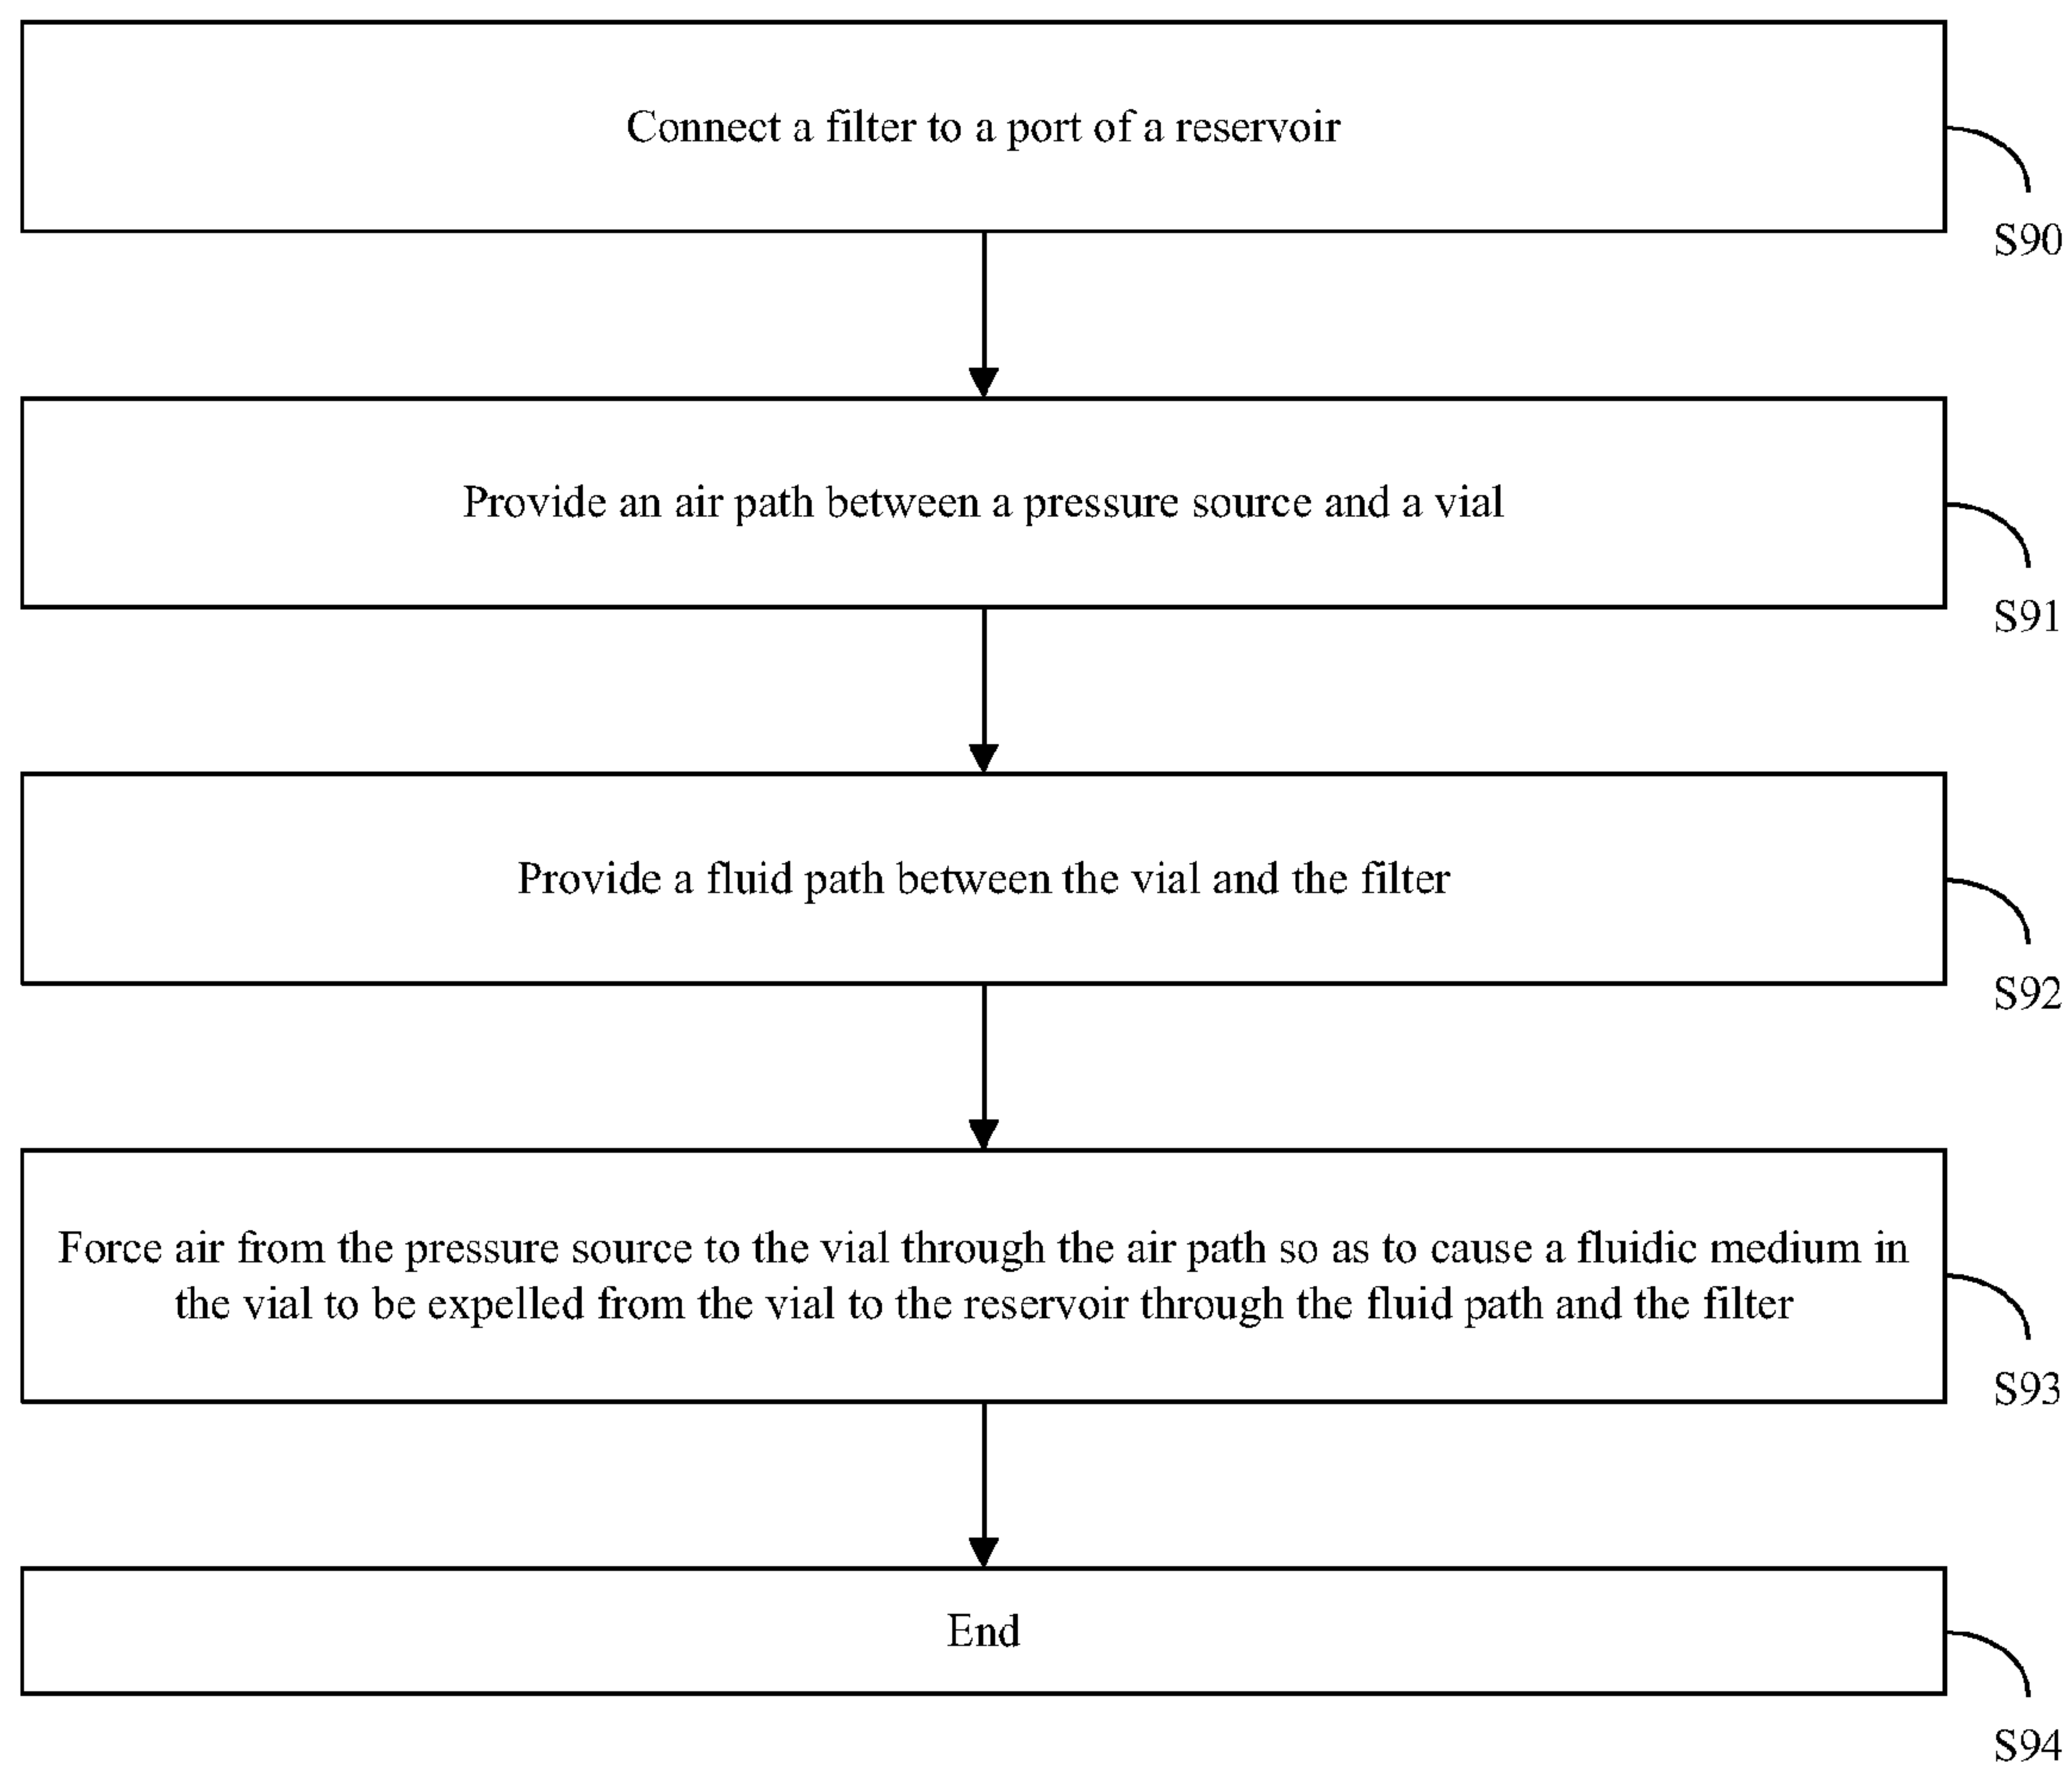 Connect a filter to a port of a reservoir
S90
Provide an air path between a pressure source and a vial
S91
Provide a fluid path between the vial and the filter
S92
Force air from the pressure source to the vial through the air path so as to cause a fluidic medium in
the vial to be expelled from the vial to the reservoir through the fluid path and the filter
S93
End
S94